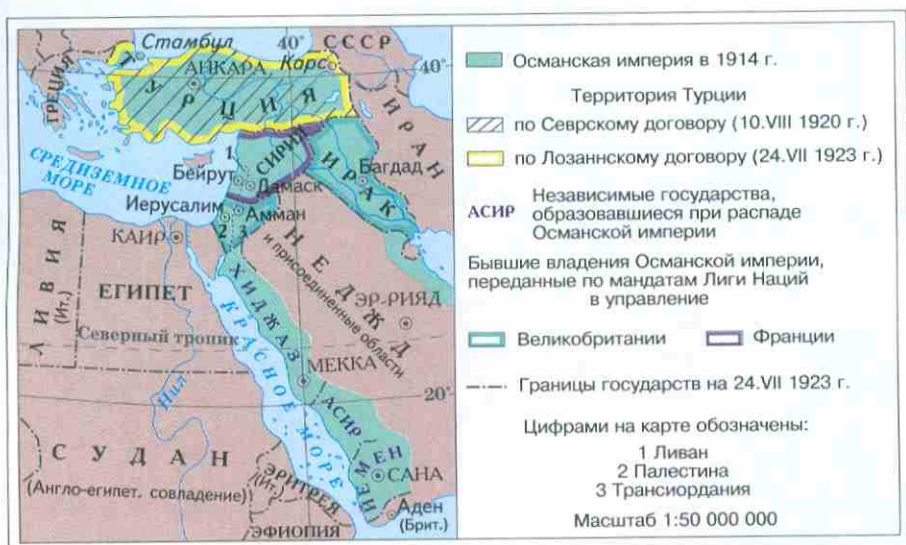 Стамбул
40°
СССР
АНКАРА
Карс
40°
ГРЕЦИЯ
ТУРЦИЯ
ИРАН
1
СИРИЯ
Бейрут
Дамаск
ИРАК
Багдад
СРЕДИЗЕМНОЕ
МОРЕ
Иерусалим
Амман
2
3
КАИР
НЕДЖД
и присоединённые области
ЛИВИЯ
(Ит.)
ЕГИПЕТ
ХИДЖАЗ
ЭР-РИЯД
Северный тропик
КРАСНОЕ МОРЕ
МЕККА
Нил
20°
АСИР
СУДАН
(Англо-египет. совладение)
ЭРИТРЕЯ
(Ит.)
ЙЕМЕН
САНА
Аден
(Брит.)
ЭФИОПИЯ
Османская империя в 1914 г.
Территория Турции
по Севрскому договору (10.VIII 1920 г.)
по Лозаннскому договору (24.VII 1923 г.)
АСИР
Независимые государства,
образовавшиеся при распаде
Османской империи
Бывшие владения Османской империи,
переданные по мандатам Лиги Наций
в управление
Великобритании
Франции
Границы государств на 24.VII 1923 г.
Цифрами на карте обозначены:
1 Ливан
2 Палестина
3 Трансиордания
Масштаб 1:50 000 000